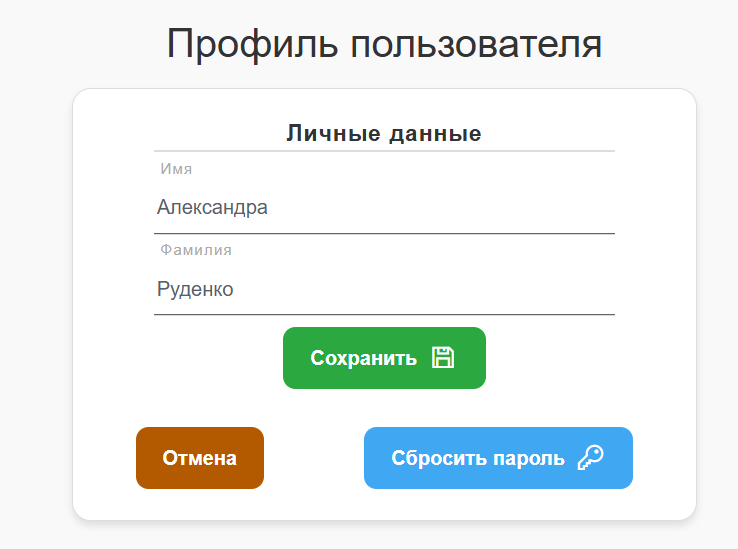 Профиль пользователя
Личные данные
Имя
Александра
Фамилия
Руденко
Сохранить
Отмена
Сбросить пароль